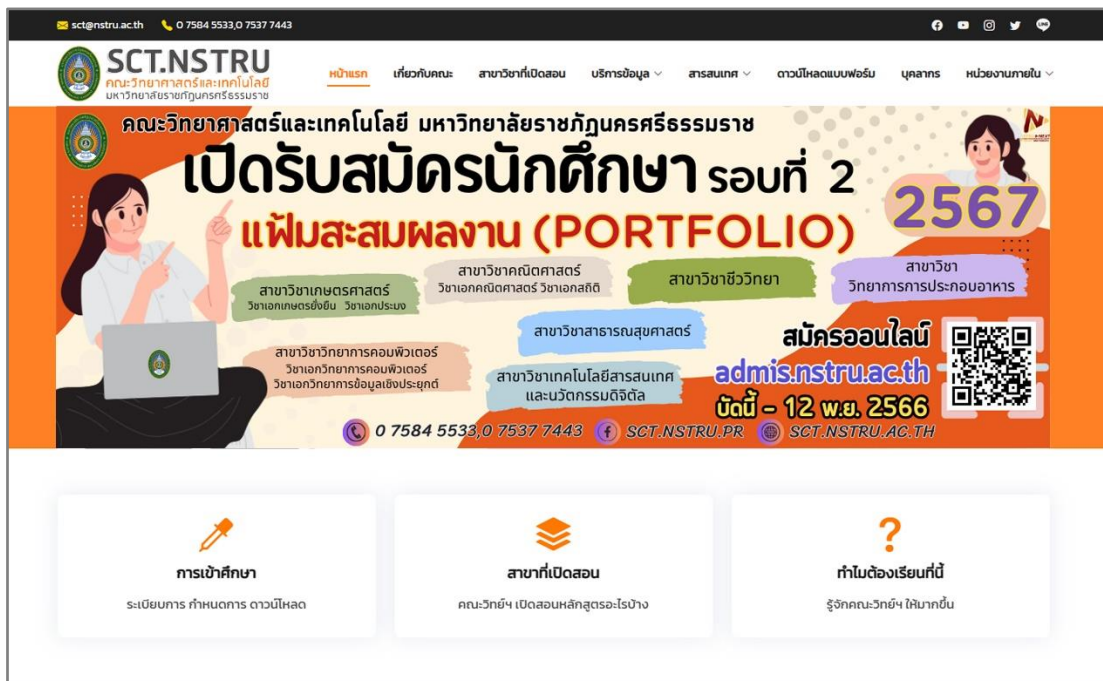 sct@nstru.ac.th 0 7584 5533,0 7537 7443
SCT.NSTRU
คณะวิทยาศาสตร์และเทคโนโลยี
มหาวิทยาลัยราชภัฏนครศรีธรรมราช
หน้าแรก เกี่ยวกับคณะ สาขาวิชาที่เปิดสอน บริการข้อมูล สารสนเทศ ดาวน์โหลดแบบฟอร์ม บุคลากร หน่วยงานภายใน
คณะวิทยาศาสตร์และเทคโนโลยี มหาวิทยาลัยราชภัฏนครศรีธรรมราช
เปิดรับสมัครนักศึกษา รอบที่ 2
2567
แฟ้มสะสมผลงาน (PORTFOLIO)
สาขาวิชาเกษตรศาสตร์
วิชาเอกเกษตรยั่งยืน วิชาเอกประมง
สาขาวิชาคณิตศาสตร์
วิชาเอกคณิตศาสตร์ วิชาเอกสถิติ
สาขาวิชาชีววิทยา
สาขาวิชา
วิทยาการการประกอบอาหาร
สาขาวิชาวิทยาการคอมพิวเตอร์
วิชาเอกวิทยาการคอมพิวเตอร์
วิชาเอกวิทยาการข้อมูลเชิงประยุกต์
สาขาวิชาสาธารณสุขศาสตร์
สาขาวิชาเทคโนโลยีสารสนเทศ
และนวัตกรรมดิจิตัล
สมัครออนไลน์
admis.nstru.ac.th
บัดนี้ - 12 พ.ย. 2566
0 7584 5533,0 7537 7443 SCT.NSTRU.PR SCT.NSTRU.AC.TH
การเข้าศึกษา
ระเบียบการ กำหนดการ ดาวน์โหลด
สาขาที่เปิดสอน
คณะวิทย์ฯ เปิดสอนหลักสูตรอะไรบ้าง
ทำไมต้องเรียนที่นี้
รู้จักคณะวิทย์ฯ ให้มากขึ้น